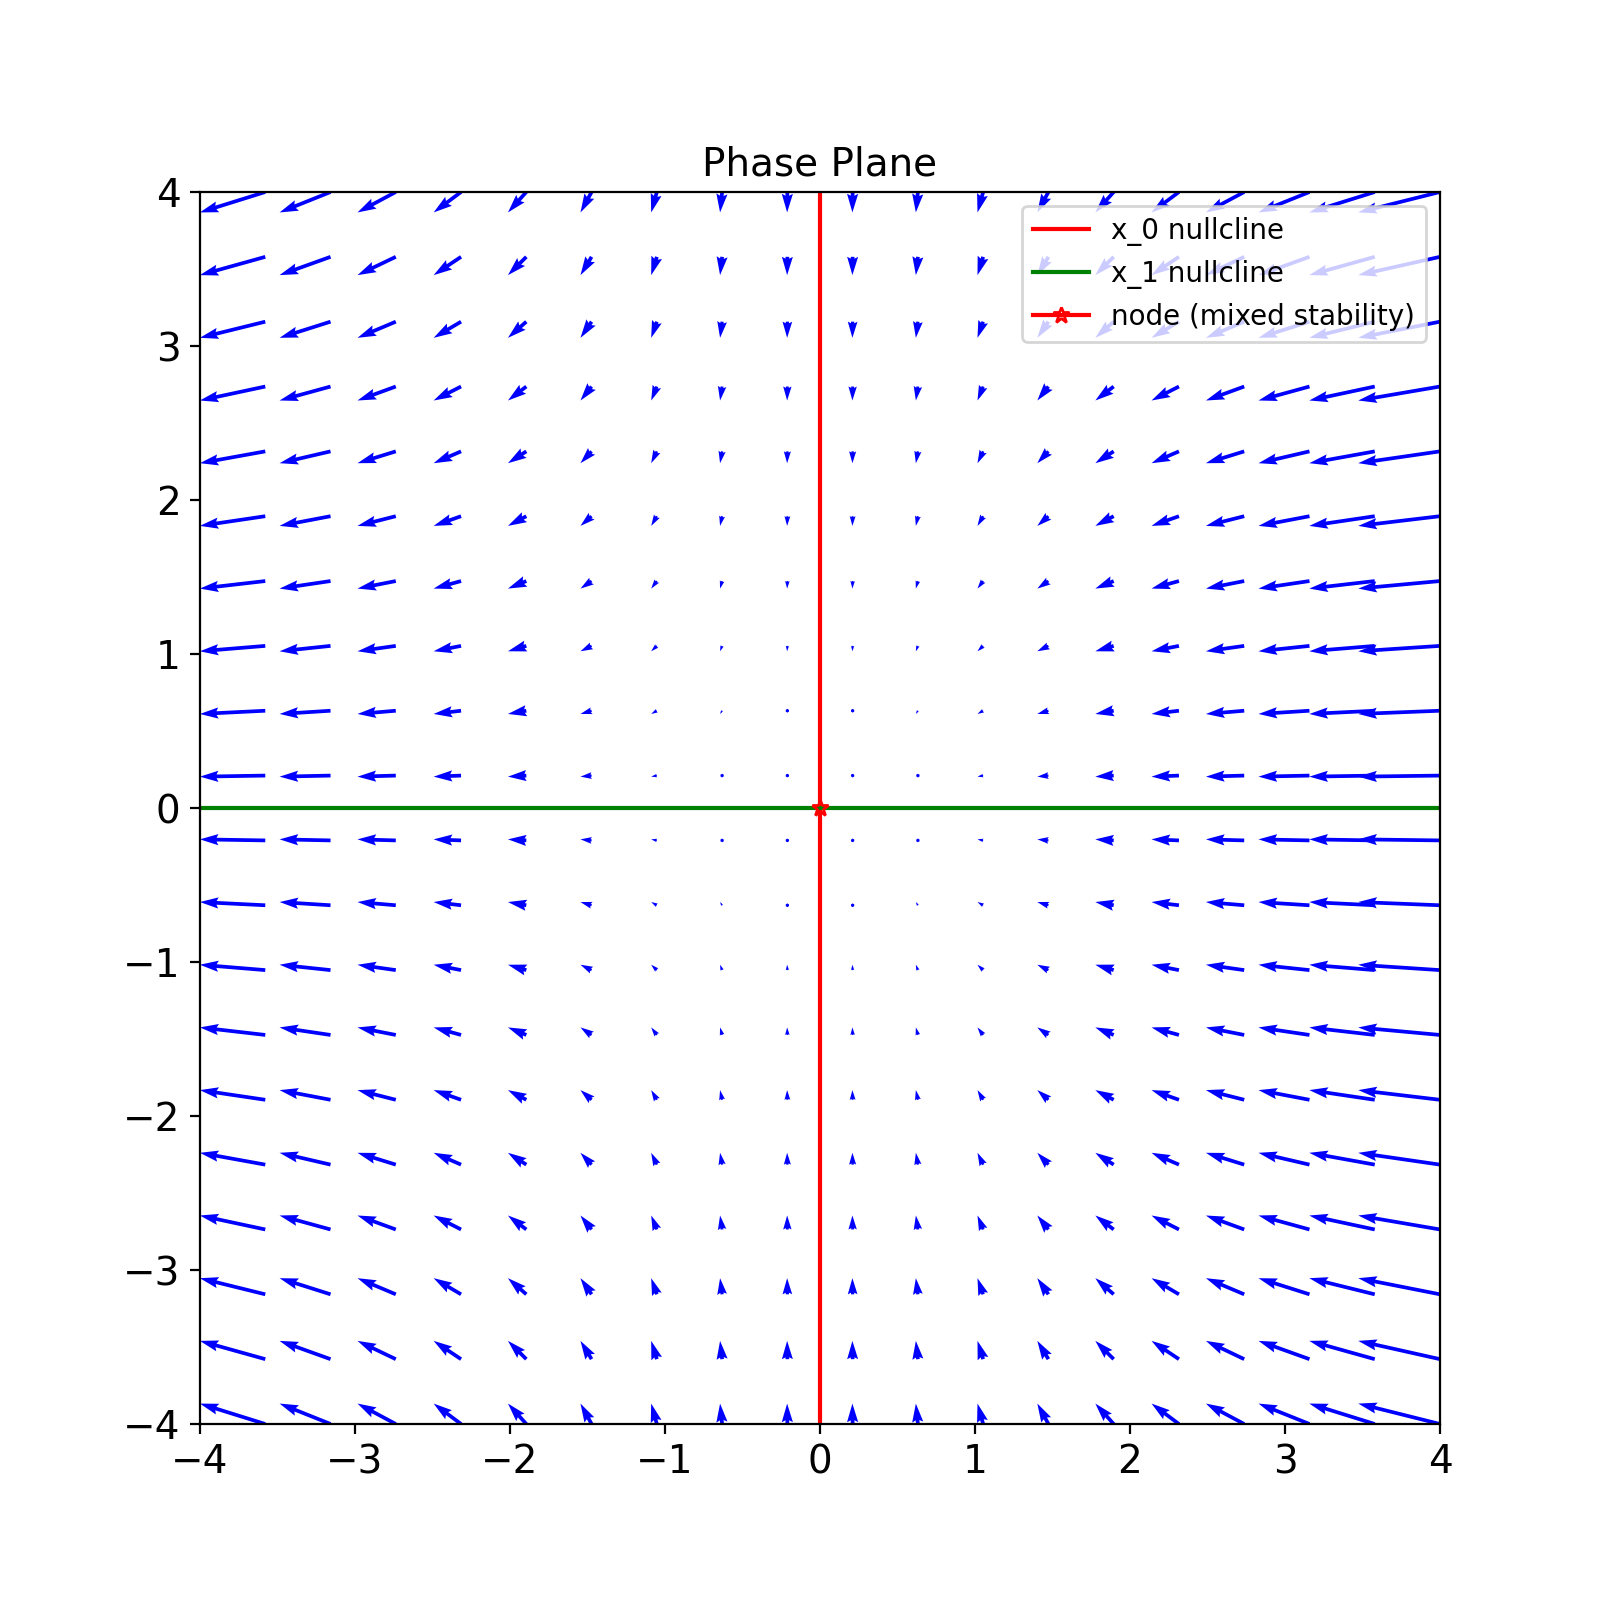 Phase Plane
x_0 nullcline
x_1 nullcline
node (mixed stability)
4
3
2
1
0
−1
−2
−3
−4
−4 −3 −2 −1 0 1 2 3 4